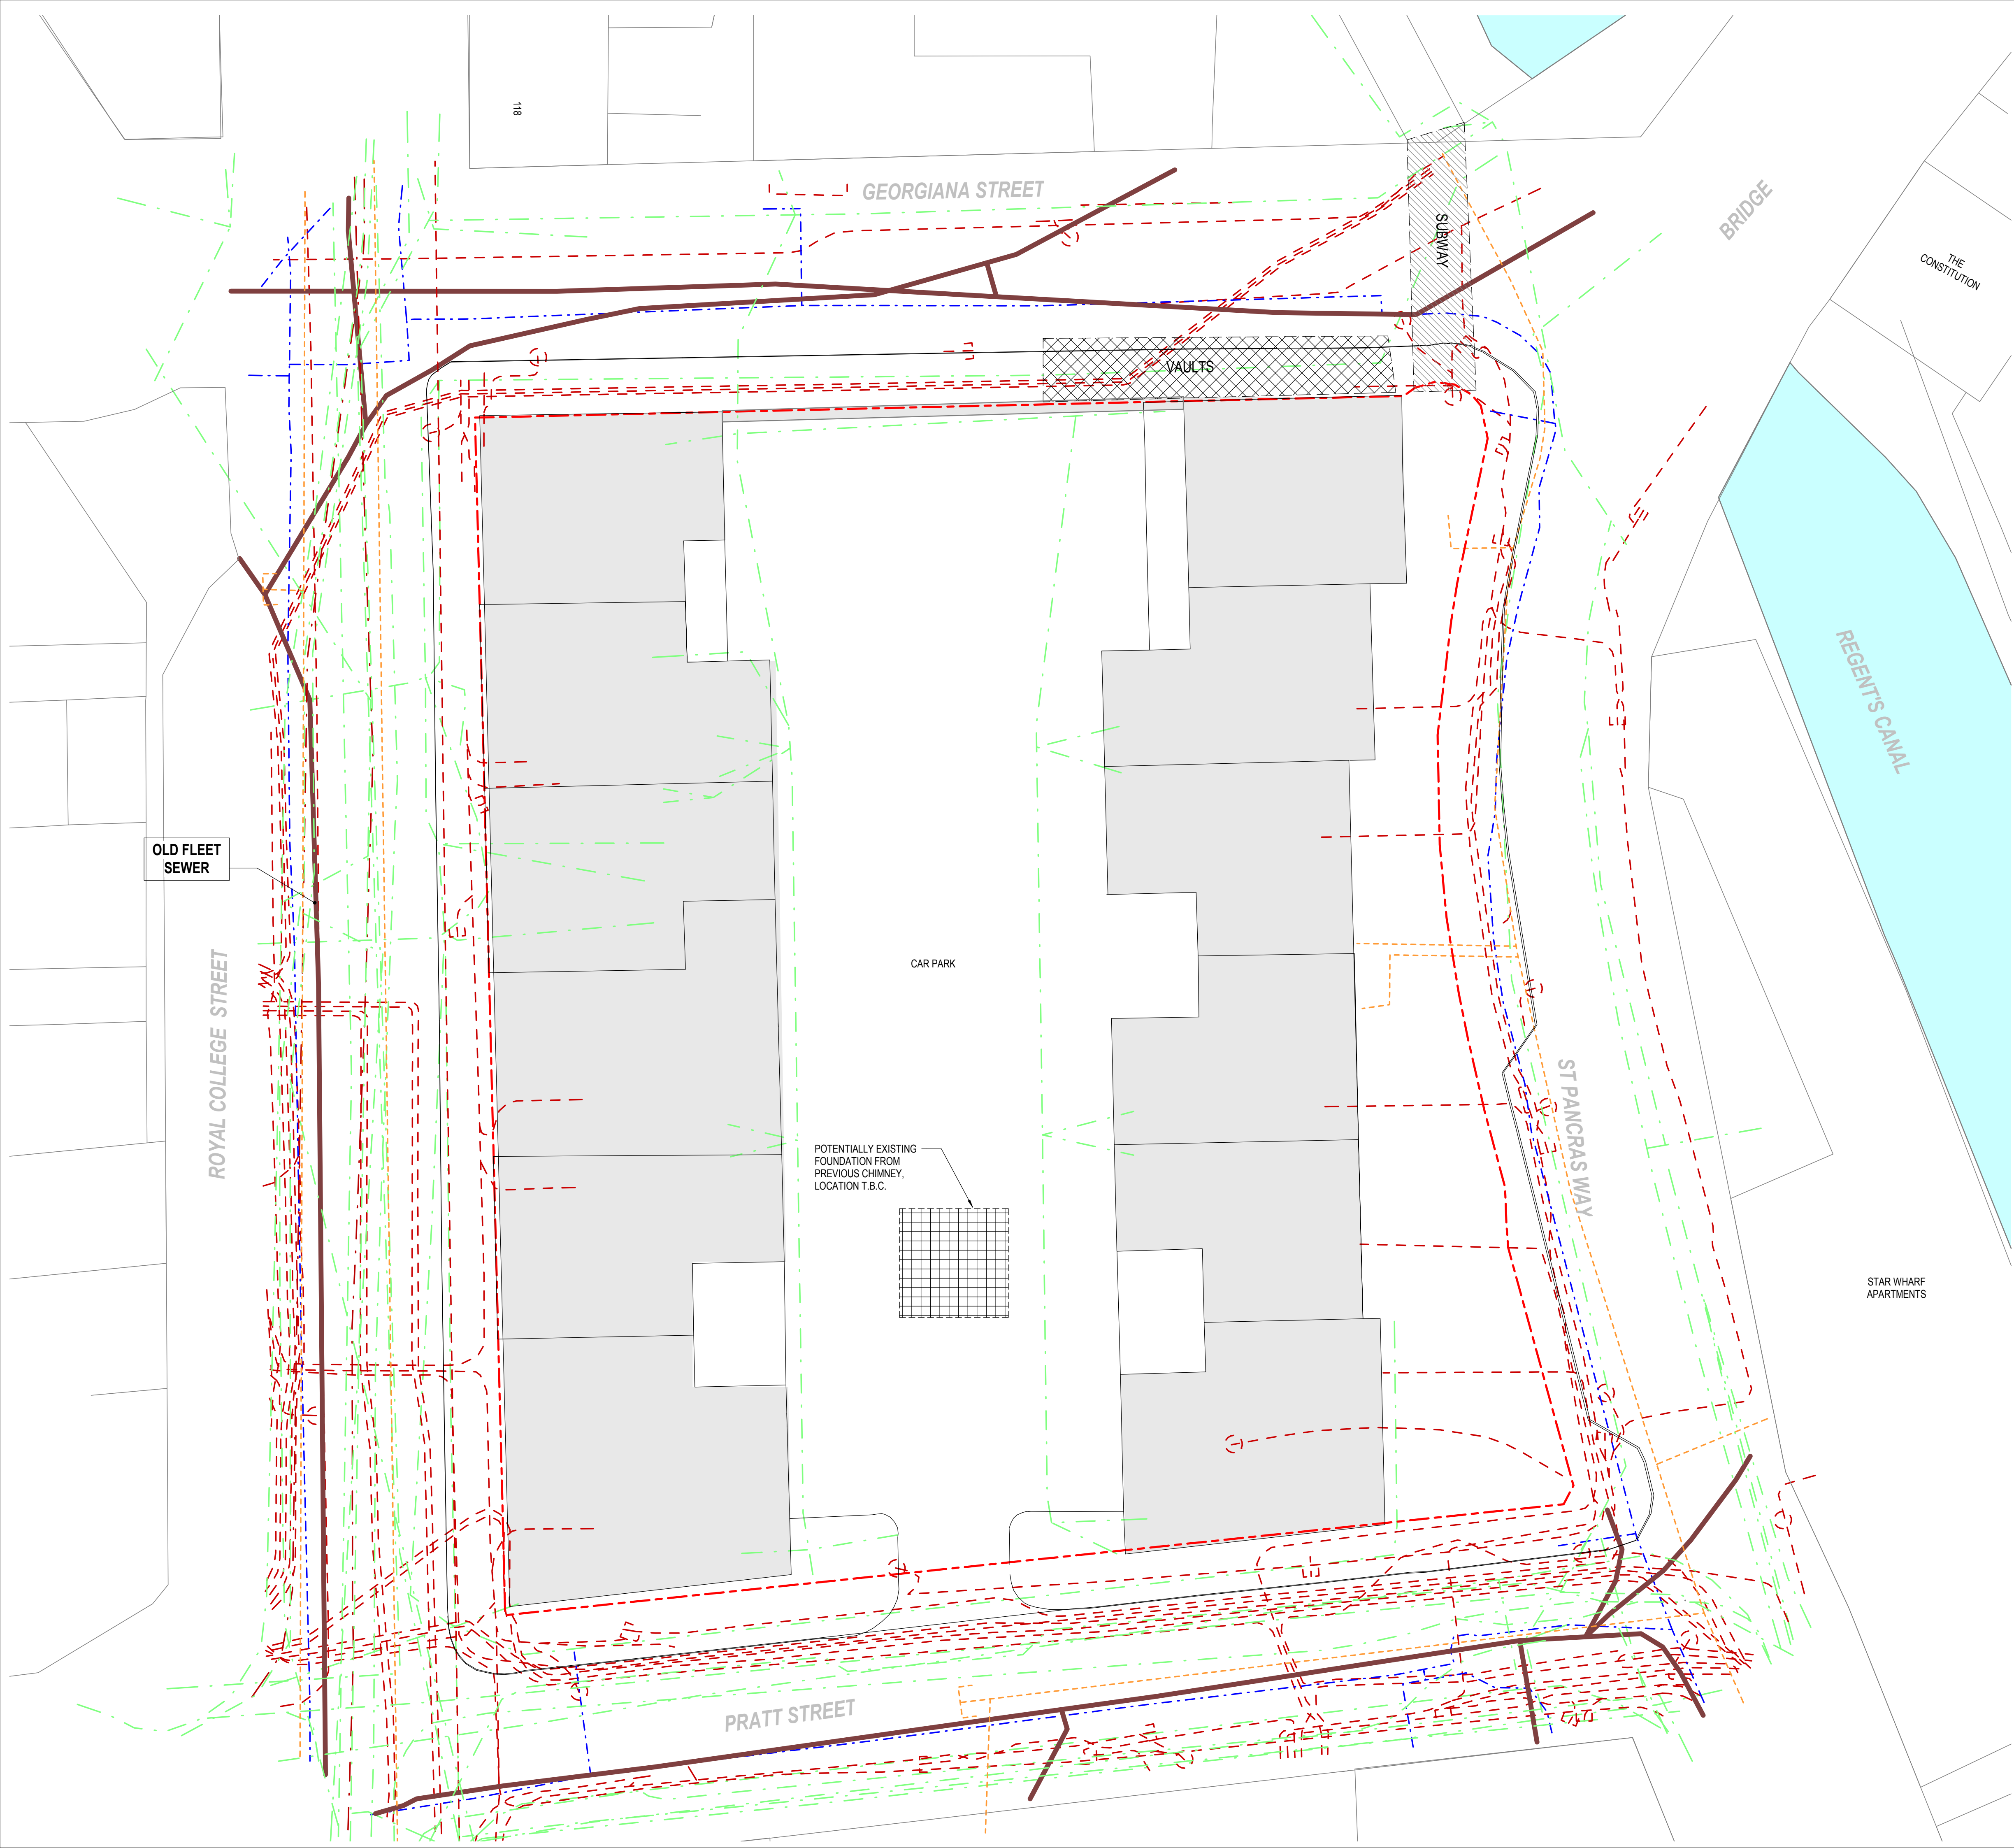 118
GEORGIANA STREET
SUBWAY
BRIDGE
THE
CONSTITUTION
VAULTS
REGENT'S CANAL
OLD FLEET
SEWER
ROYAL COLLEGE STREET
CAR PARK
ST PANCRAS WAY
POTENTIALLY EXISTING
FOUNDATION FROM
PREVIOUS CHIMNEY,
LOCATION T.B.C.
STAR WHARF
APARTMENTS
PRATT STREET